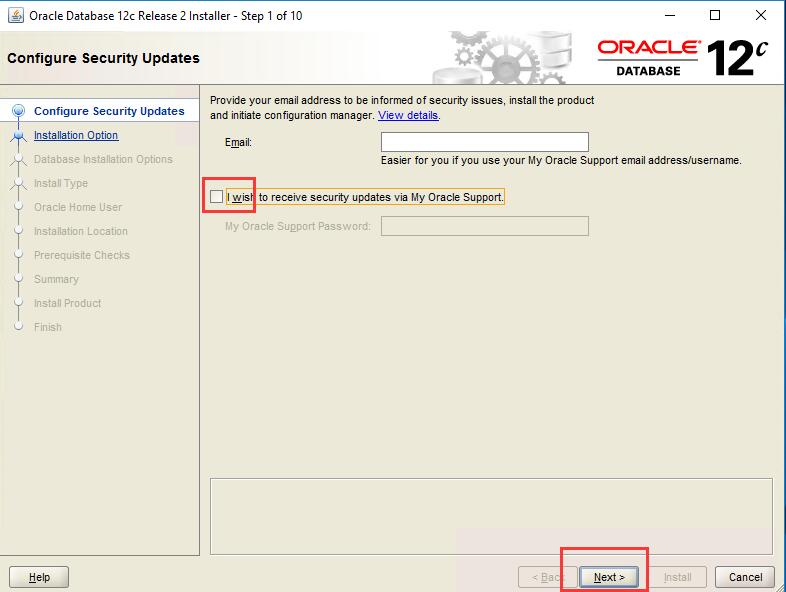 Oracle Database 12c Release 2 Installer - Step 1 of 10
Configure Security Updates
ORACLE
DATABASE
12c
Configure Security Updates
Installation Option
Database Installation Options
Install Type
Oracle Home User
Installation Location
Prerequisite Checks
Summary
Install Product
Finish
Provide your email address to be informed of security issues, install the product
and initiate configuration manager. View details.
Email:
Easier for you if you use your My Oracle Support email address/username.
I wish to receive security updates via My Oracle Support.
My Oracle Support Password:
Help
< Back
Next >
Install
Cancel